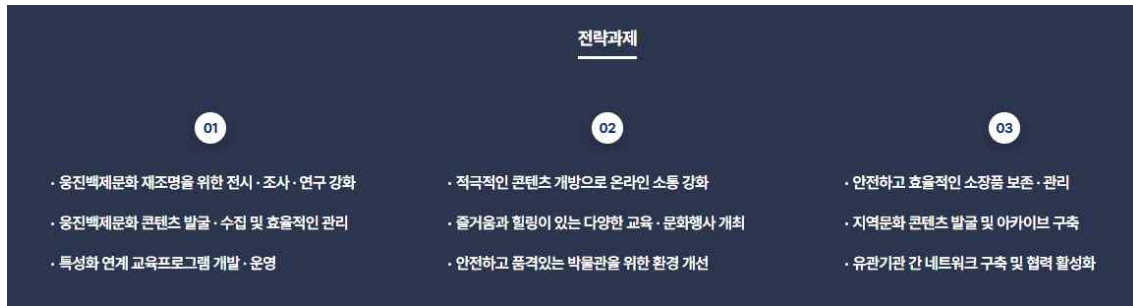 전략과제
01
· 웅진백제문화 재조명을 위한 전시 · 조사 · 연구 강화
· 웅진백제문화 콘텐츠 발굴 · 수집 및 효율적인 관리
· 특성화 연계 교육프로그램 개발 · 운영
02
· 적극적인 콘텐츠 개방으로 온라인 소통 강화
· 즐거움과 힐링이 있는 다양한 교육 · 문화행사 개최
· 안전하고 품격있는 박물관을 위한 환경 개선
03
· 안전하고 효율적인 소장품 보존 · 관리
· 지역문화 콘텐츠 발굴 및 아카이브 구축
· 유관기관 간 네트워크 구축 및 협력 활성화